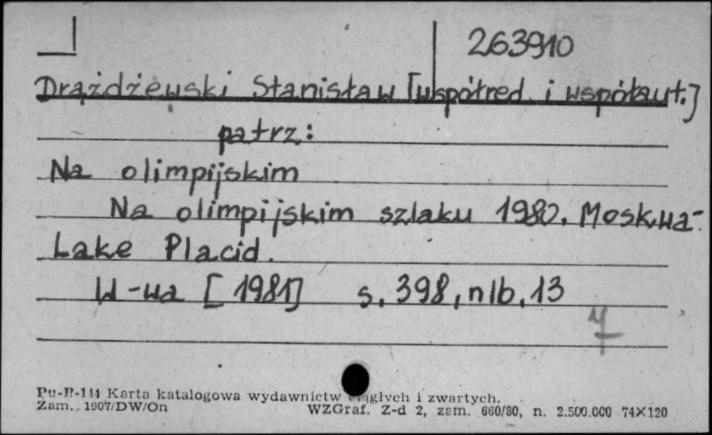 263910
Drążdżewski Stanisław [współred. i współaut.]
patrz:
Na olimpijskim
Na olimpijskim szlaku 1980. Moskwa-
Lake Placid.
W-wa [1981] s. 398, nlb. 13
Pu-B-144 Karta katalogowa wydawnictw ciągłych i zwartych.
Zam. 1907/DW/On WZGraf. Z-d 2, zam. 660/80, n. 2.500.000 74×120